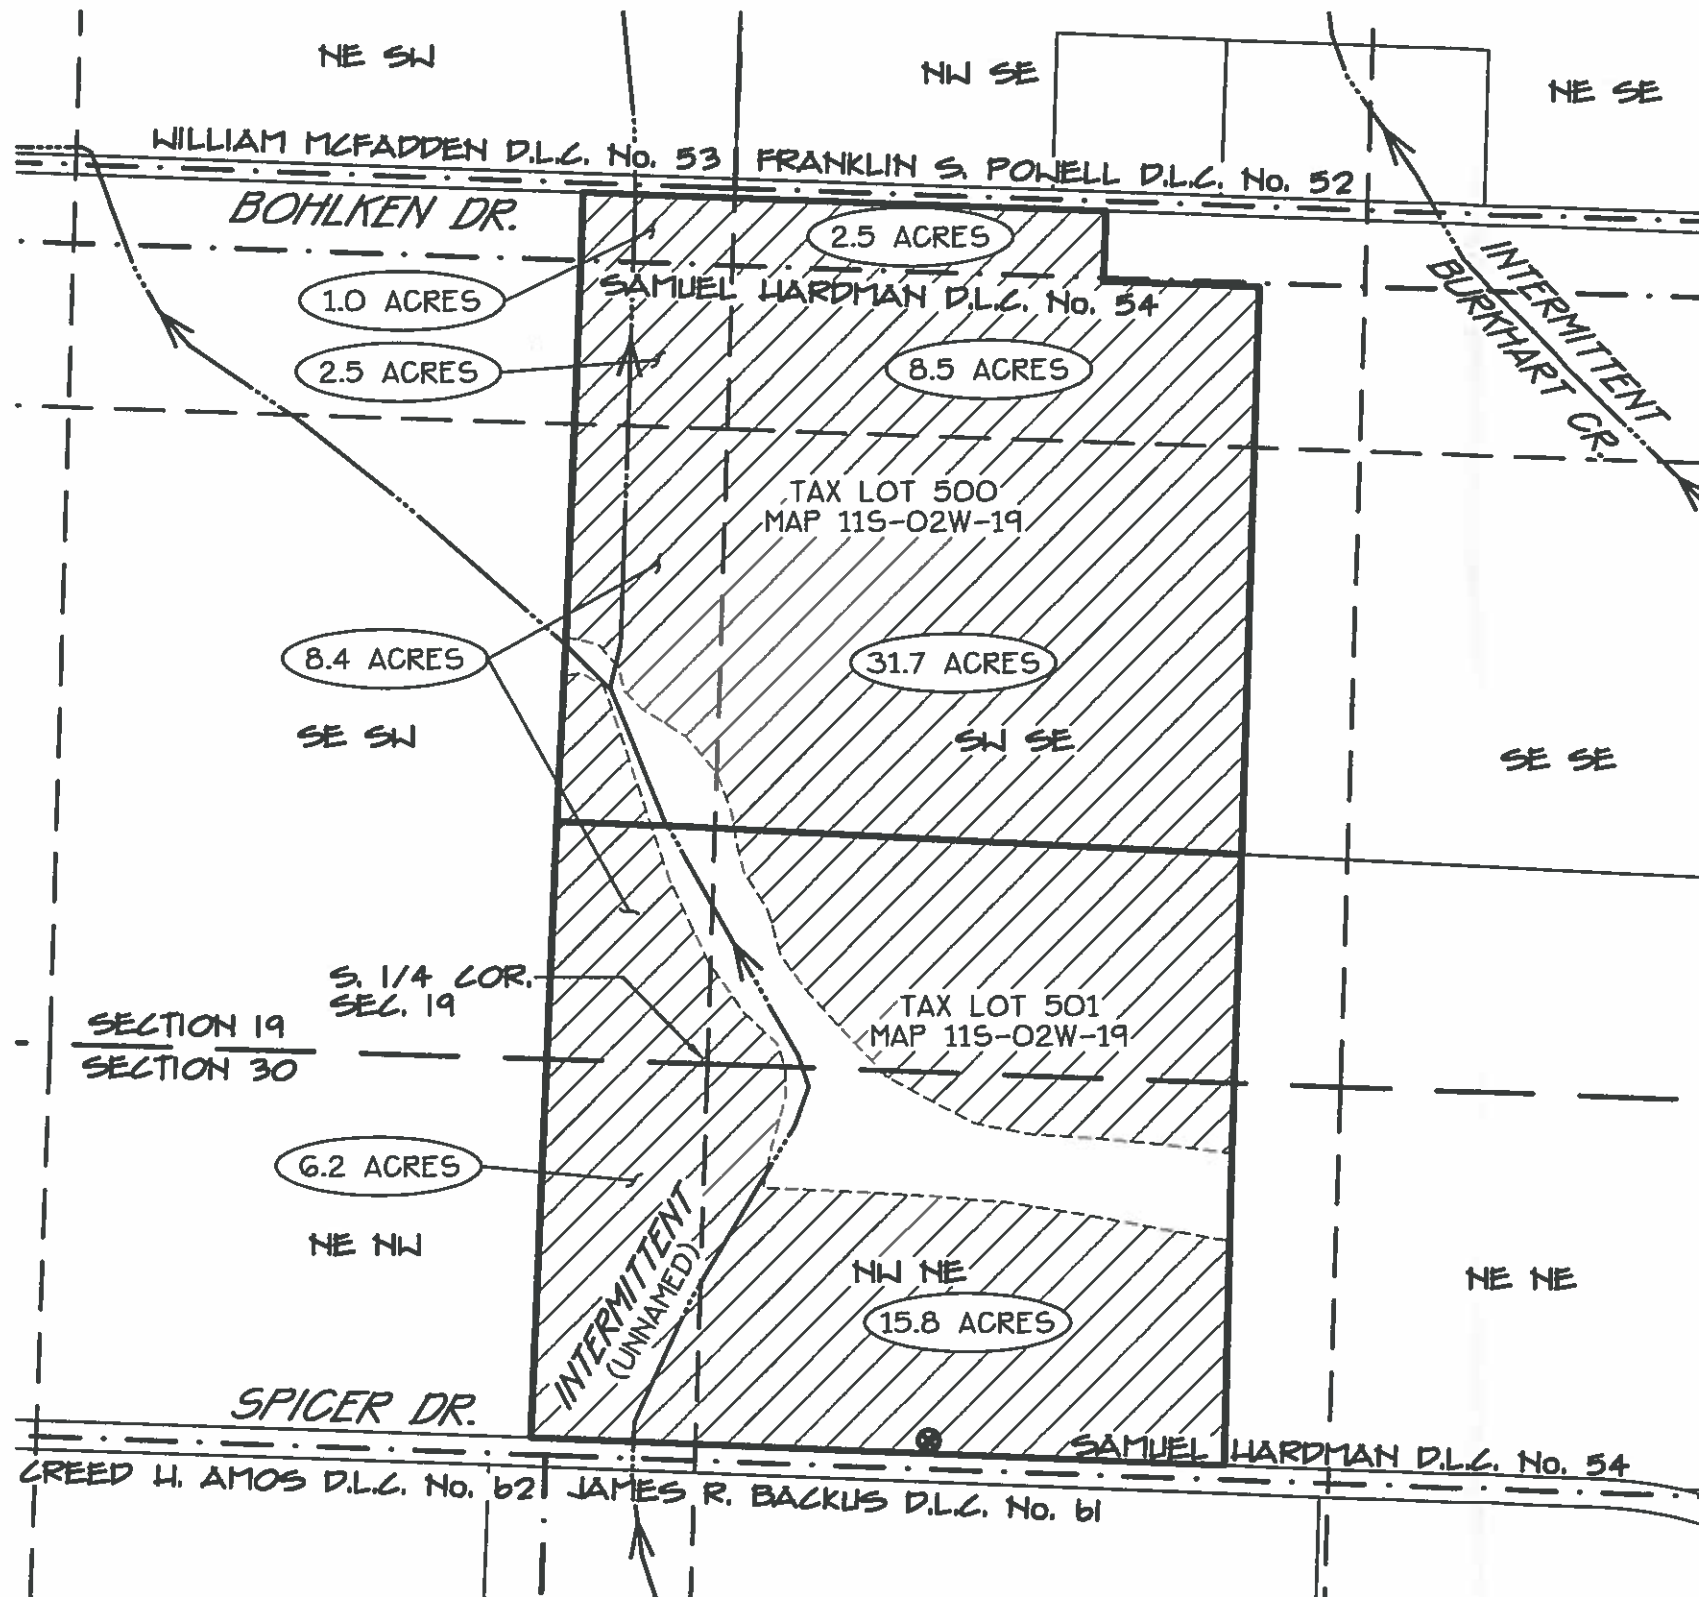 NE SW
NW SE
NE SE
WILLIAM MCFADDEN D.L.C. No. 53
FRANKLIN S. POWELL D.L.C. No. 52
BOHLKEN DR.
2.5 ACRES
1.0 ACRES
SAMUEL HARDMAN D.L.C. No. 54
INTERMITTENT
BURKHART CR.
2.5 ACRES
8.5 ACRES
TAX LOT 500
MAP 11S-02W-19
8.4 ACRES
31.7 ACRES
SE SW
SW SE
SE SE
S. 1/4 COR.
SEC. 19
TAX LOT 501
MAP 11S-02W-19
SECTION 19
SECTION 30
6.2 ACRES
INTERMITTENT
(UNNAMED)
NE NW
NW NE
NE NE
15.8 ACRES
SPICER DR.
SAMUEL HARDMAN D.L.C. No. 54
CREED H. AMOS D.L.C. No. 62
JAMES R. BACKUS D.L.C. No. 61